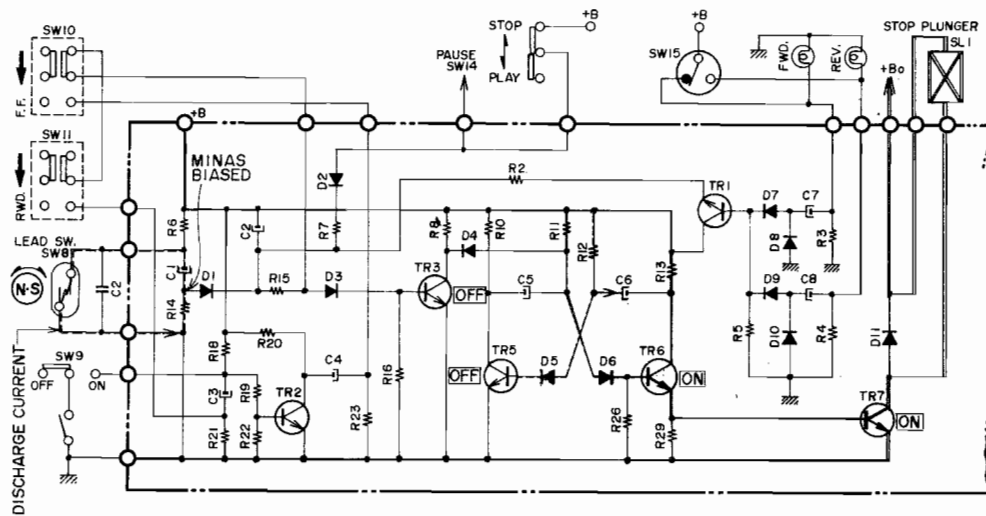 SW10
F.F.
SW11
RWD.
LEAD SW.
SW8
N·S
C2
DISCHARGE CURRENT
SW9
OFF
ON
+B
MINAS
BIASED
R6
C1
R14
D1
R18
C3
R21
R20
R19
R22
TR2
C4
R23
C2
R15
D2
R7
D3
R16
STOP
PLAY
+B
PAUSE
SW14
R2
R8
D4
R10
TR3
OFF
C5
TR5
OFF
D5
R11
R12
C6
D6
R26
R13
TR6
ON
R29
TR1
+B
SW15
FWD.
REV.
D7
C7
D8
R3
D9
C8
R5
D10
R4
STOP PLUNGER
SL1
+Bo
D11
TR7
ON